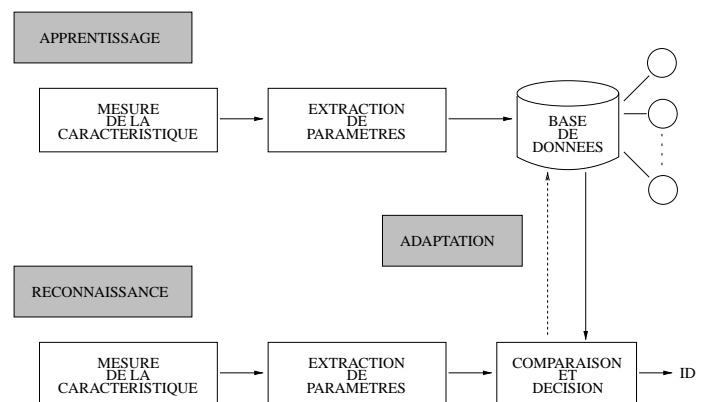 APPRENTISSAGE
MESURE
DE LA
CARACTERISTIQUE
EXTRACTION
DE
PARAMETRES
BASE
DE
DONNEES
ADAPTATION
RECONNAISSANCE
MESURE
DE LA
CARACTERISTIQUE
EXTRACTION
DE
PARAMETRES
COMPARAISON
ET
DECISION
ID